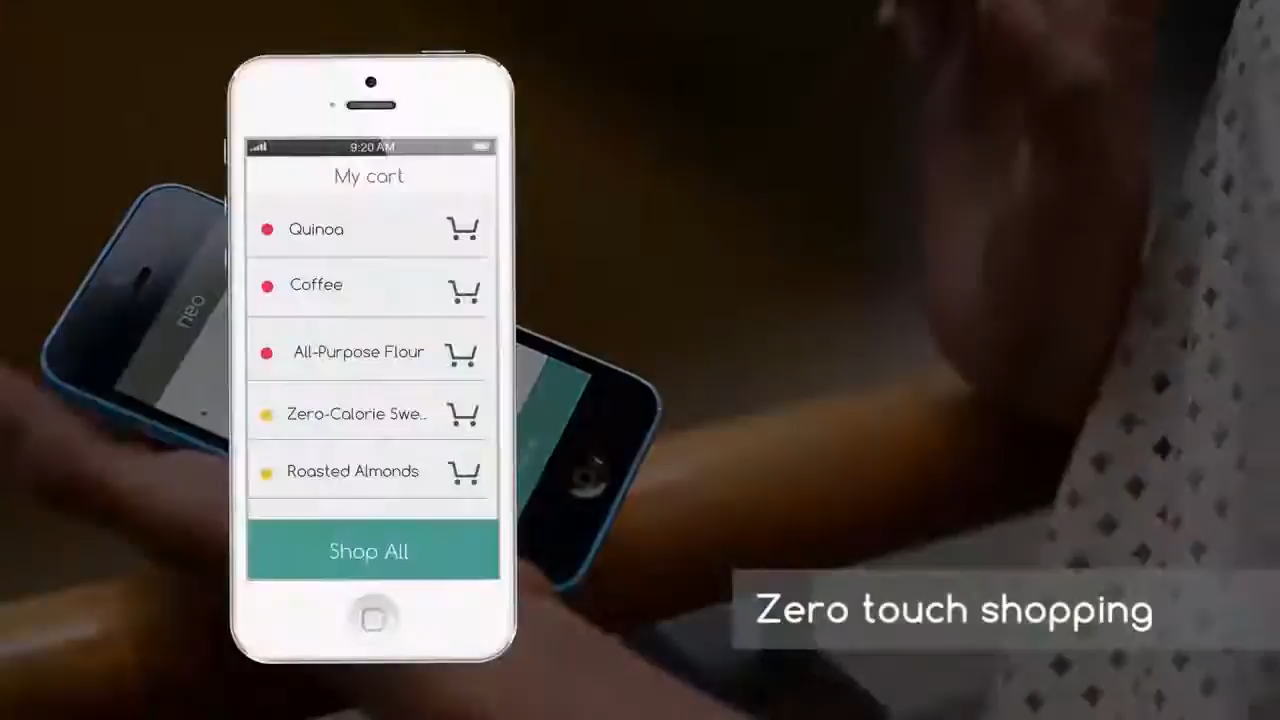 9:20 AM
My cart
Quinoa
Coffee
All-Purpose Flour
Zero-Calorie Swe..
Roasted Almonds
Shop All
neo
Zero touch shopping